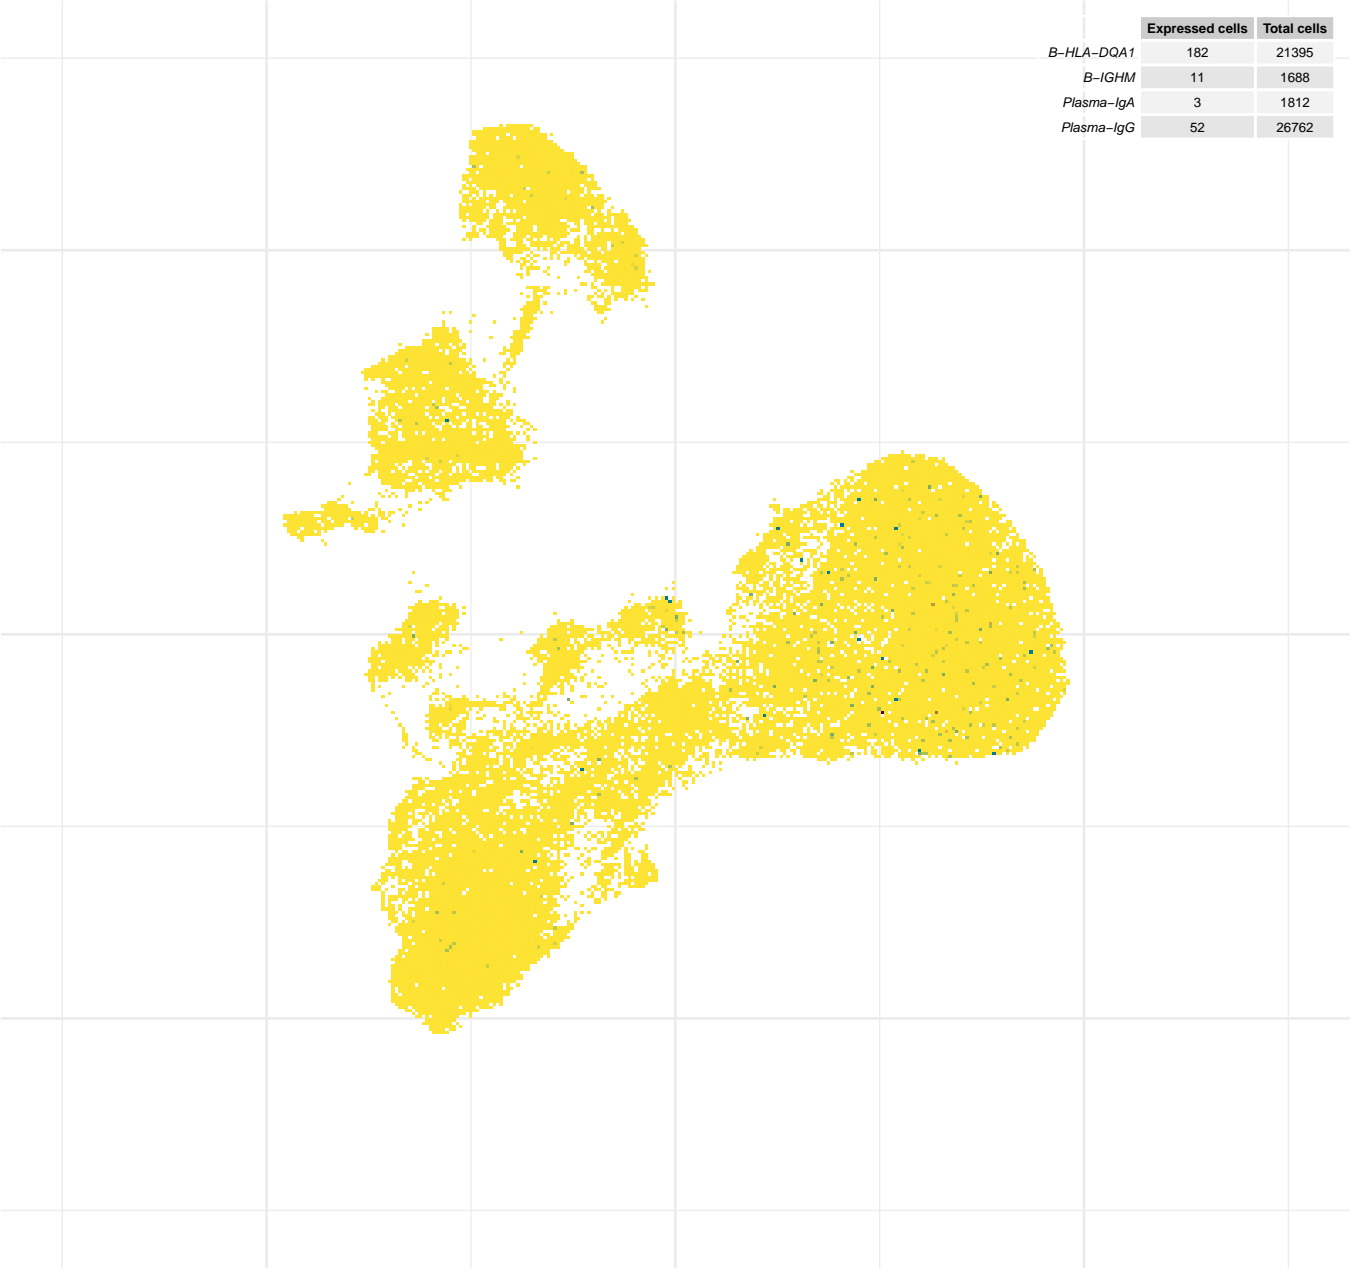 Expressed cells Total cells
B−HLA−DQA1 182 21395
B−IGHM 11 1688
Plasma−IgA 3 1812
Plasma−IgG 52 26762